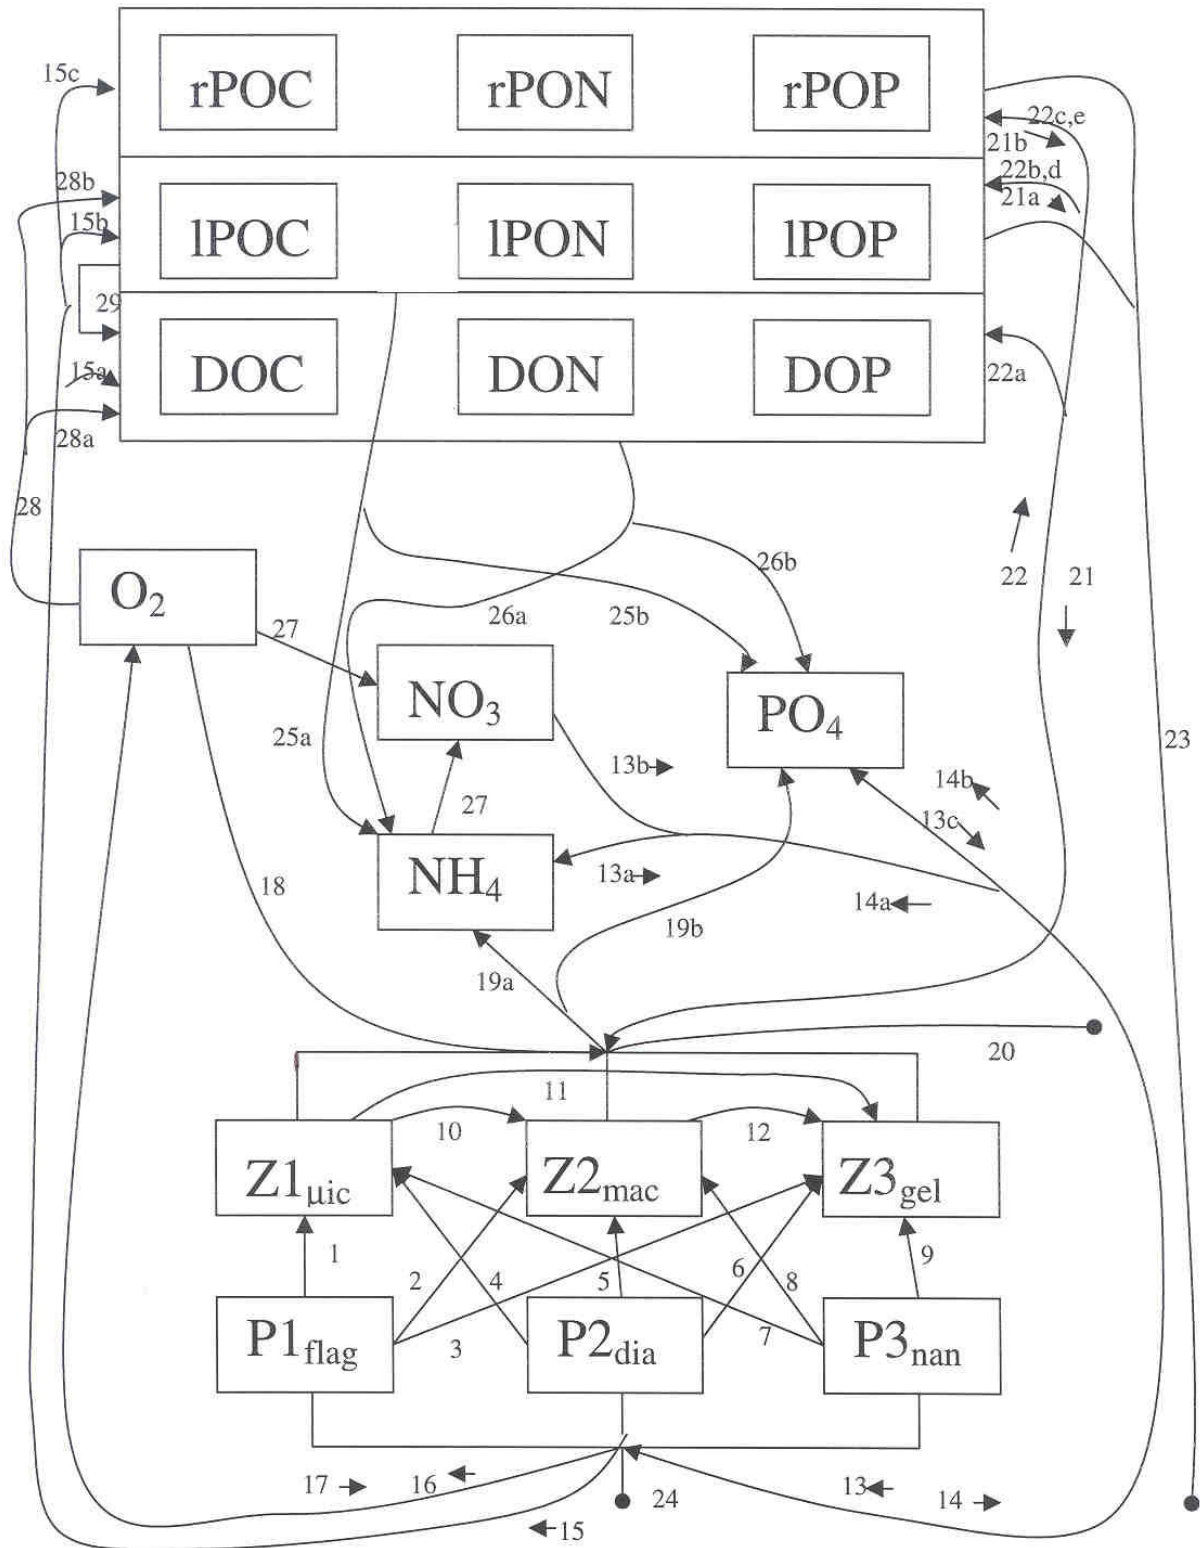 15c
rPOC rPON rPOP
22c,e
21b
28b
22b,d
21a
15b
lPOC lPON lPOP
29
15a
DOC DON DOP
22a
28a
28
26b
22 21
O2
27
26a 25b
NO3
PO4
25a
13b
23
14b
27
13c
NH4
13a
18
14a
19b
19a
20
11
10 12
Z1μic Z2mac Z3gel
1 2 4 5 6 8 9
3 7
P1flag P2dia P3nan
17 16 13
24 14
15